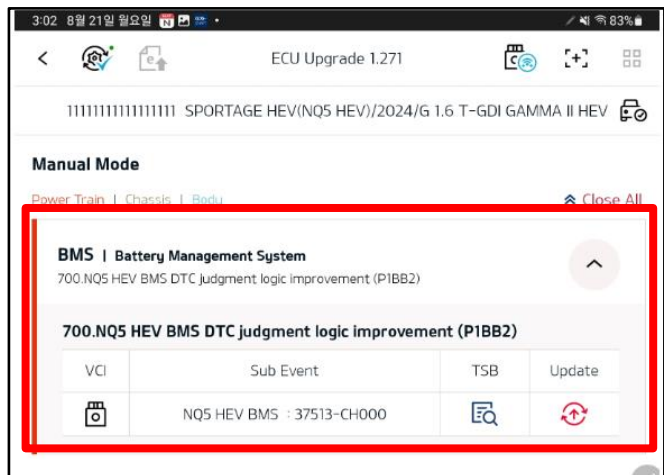 3:02 8월 21일 월요일
83%
ECU Upgrade 1.271
11111111111111111 SPORTAGE HEV(NQ5 HEV)/2024/G 1.6 T-GDI GAMMA II HEV
Manual Mode
Power Train | Chassis | Body
Close All
BMS | Battery Management System
700.NQ5 HEV BMS DTC judgment logic improvement (P1BB2)
700.NQ5 HEV BMS DTC judgment logic improvement (P1BB2)
VCI Sub Event TSB Update
NQ5 HEV BMS : 37513-CH000